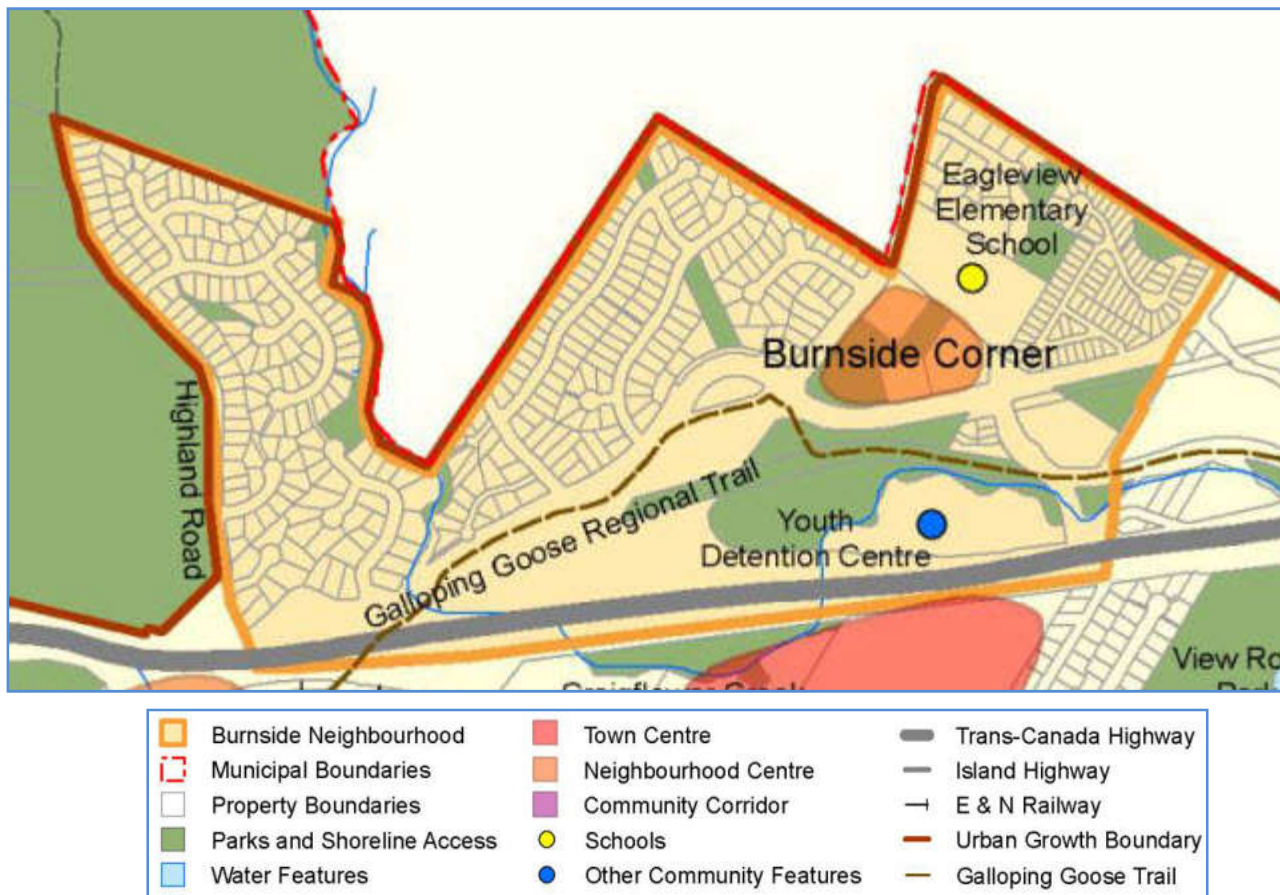 Eagleview
Elementary
School
Burnside Corner
Highland Road
Galloping Goose Regional Trail
Youth
Detention Centre
View
Burnside Neighbourhood
Municipal Boundaries
Property Boundaries
Parks and Shoreline Access
Water Features
Town Centre
Neighbourhood Centre
Community Corridor
Schools
Other Community Features
Trans-Canada Highway
Island Highway
E & N Railway
Urban Growth Boundary
Galloping Goose Trail